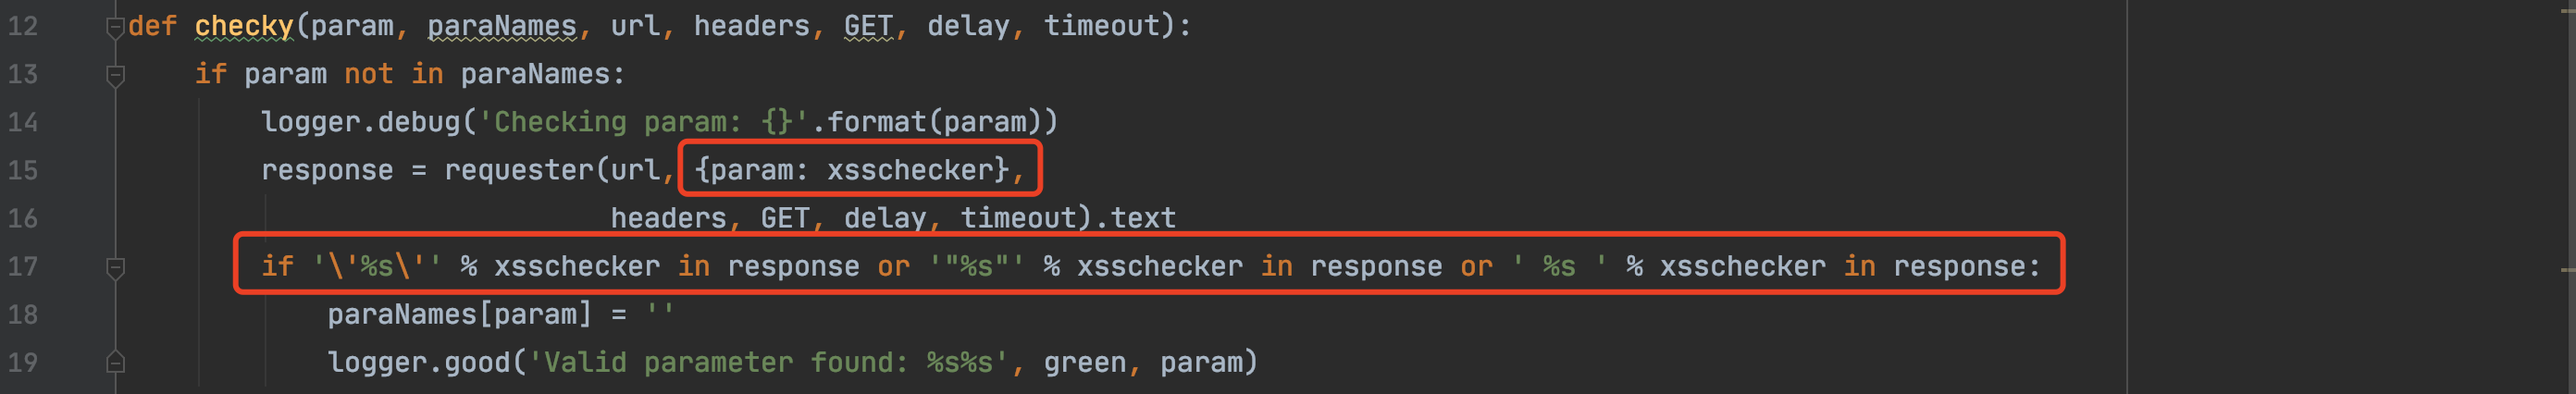 12 def checky(param, paraNames, url, headers, GET, delay, timeout):
13 if param not in paraNames:
14 logger.debug('Checking param: {}'.format(param))
15 response = requester(url, {param: xsschecker},
16 headers, GET, delay, timeout).text
17 if '\'%s\'' % xsschecker in response or '"%s"' % xsschecker in response or ' %s ' % xsschecker in response:
18 paraNames[param] = ''
19 logger.good('Valid parameter found: %s%s', green, param)